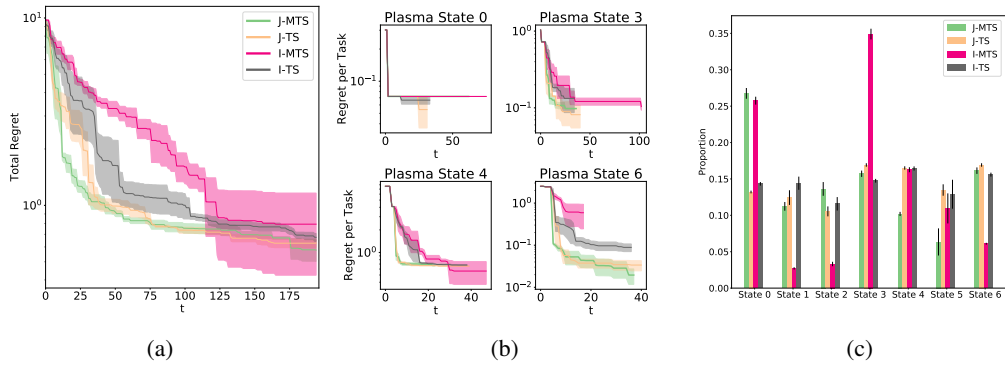 J-MTS
J-TS
I-MTS
I-TS
10¹
10⁰
Total Regret
0 25 50 75 100 125 150 175
t
(a)
Plasma State 0
Regret per Task
10⁻¹
0 50
t
Plasma State 3
10⁰
10⁻¹
0 50 100
t
Plasma State 4
Regret per Task
10⁰
0 20 40
t
Plasma State 6
10⁰
10⁻¹
10⁻²
0 20 40
t
(b)
J-MTS
J-TS
I-MTS
I-TS
Proportion
0.35
0.30
0.25
0.20
0.15
0.10
0.05
0.00
State 0 State 1 State 2 State 3 State 4 State 5 State 6
(c)